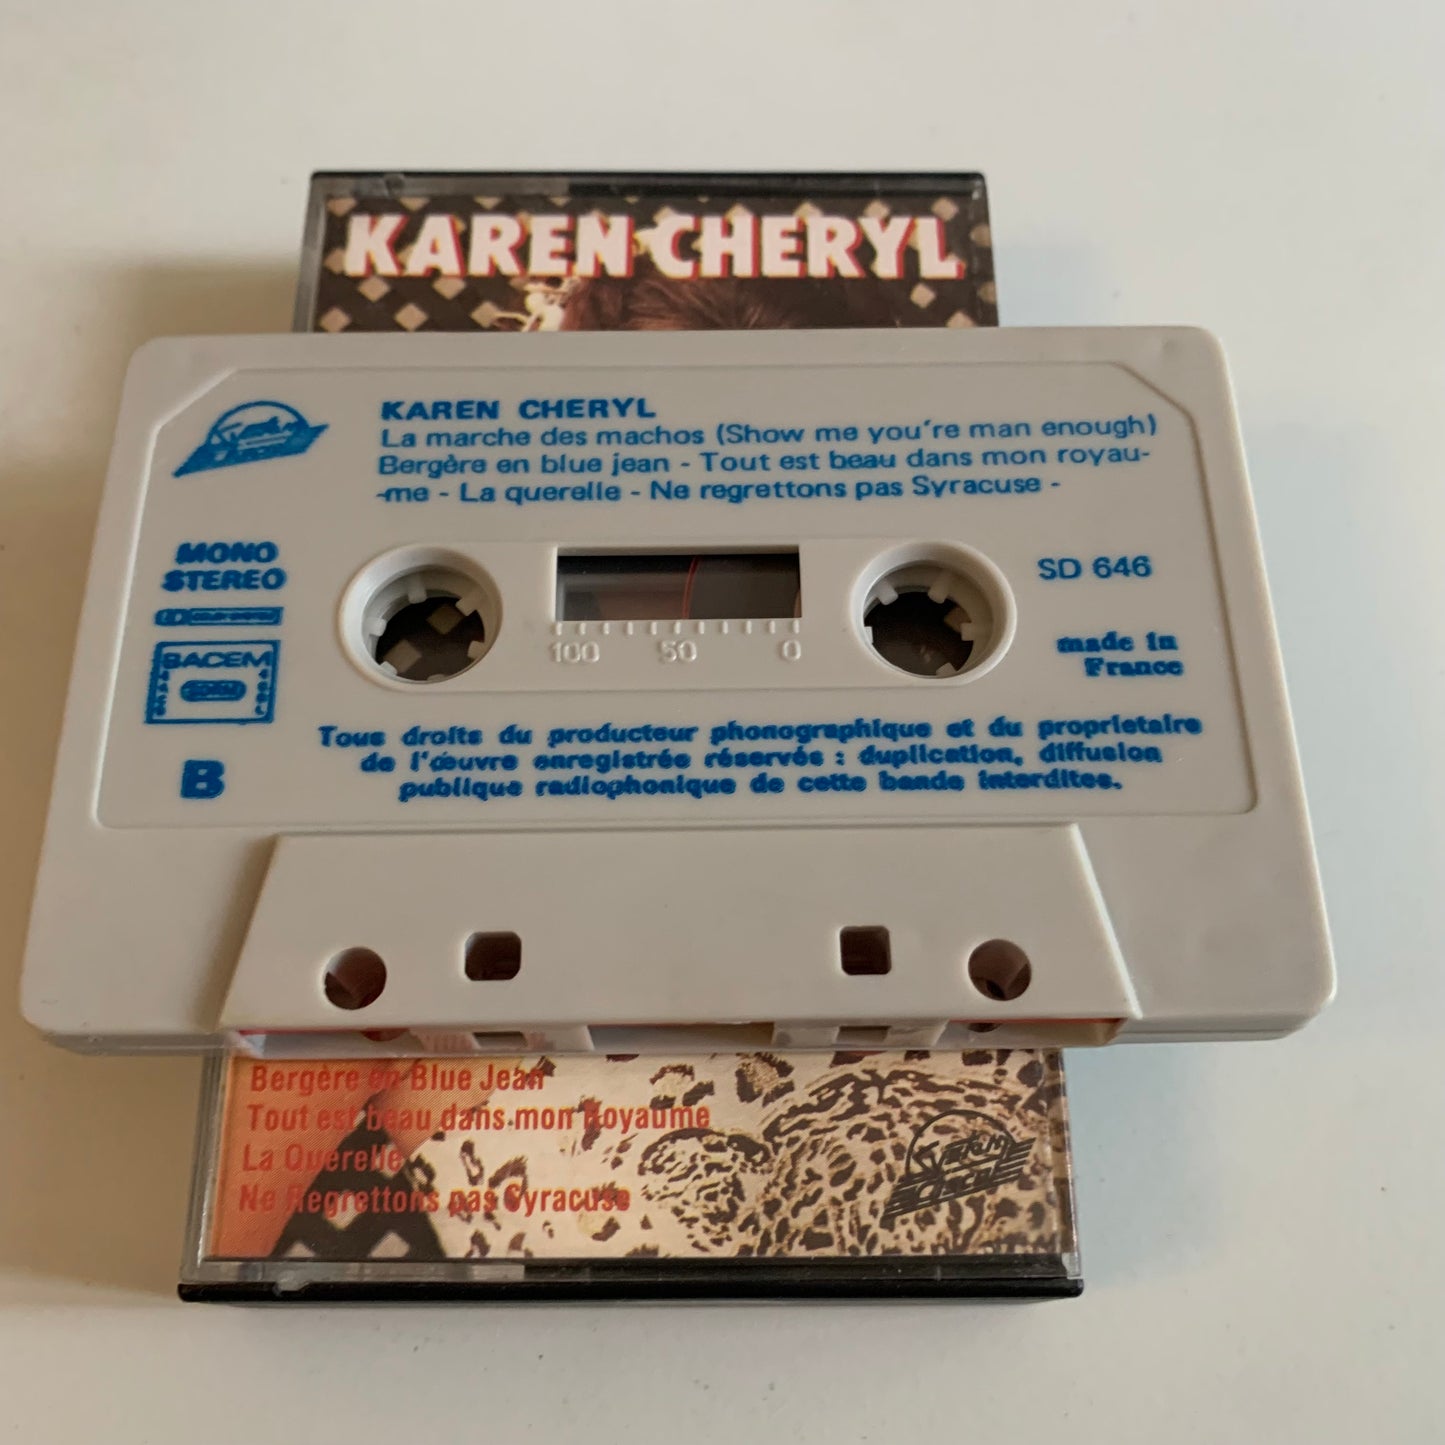 KAREN CHERYL
KAREN CHERYL
La marche des machos (Show me you're man enough)
Bergère en blue jean - Tout est beau dans mon royau-
-me - La querelle - Ne regrettons pas Syracuse -
MONO
STEREO
SD 646
made in
France
100 50 0
SACEM
SDRM
B
Tous droits du producteur phonographique et du proprietaire
de l'œuvre enregistrée réservés : duplication, diffusion
publique radiophonique de cette bande interdites.
Bergère en Blue Jean
Tout est beau dans mon Royaume
La Querelle
Ne Regrettons pas Syracuse